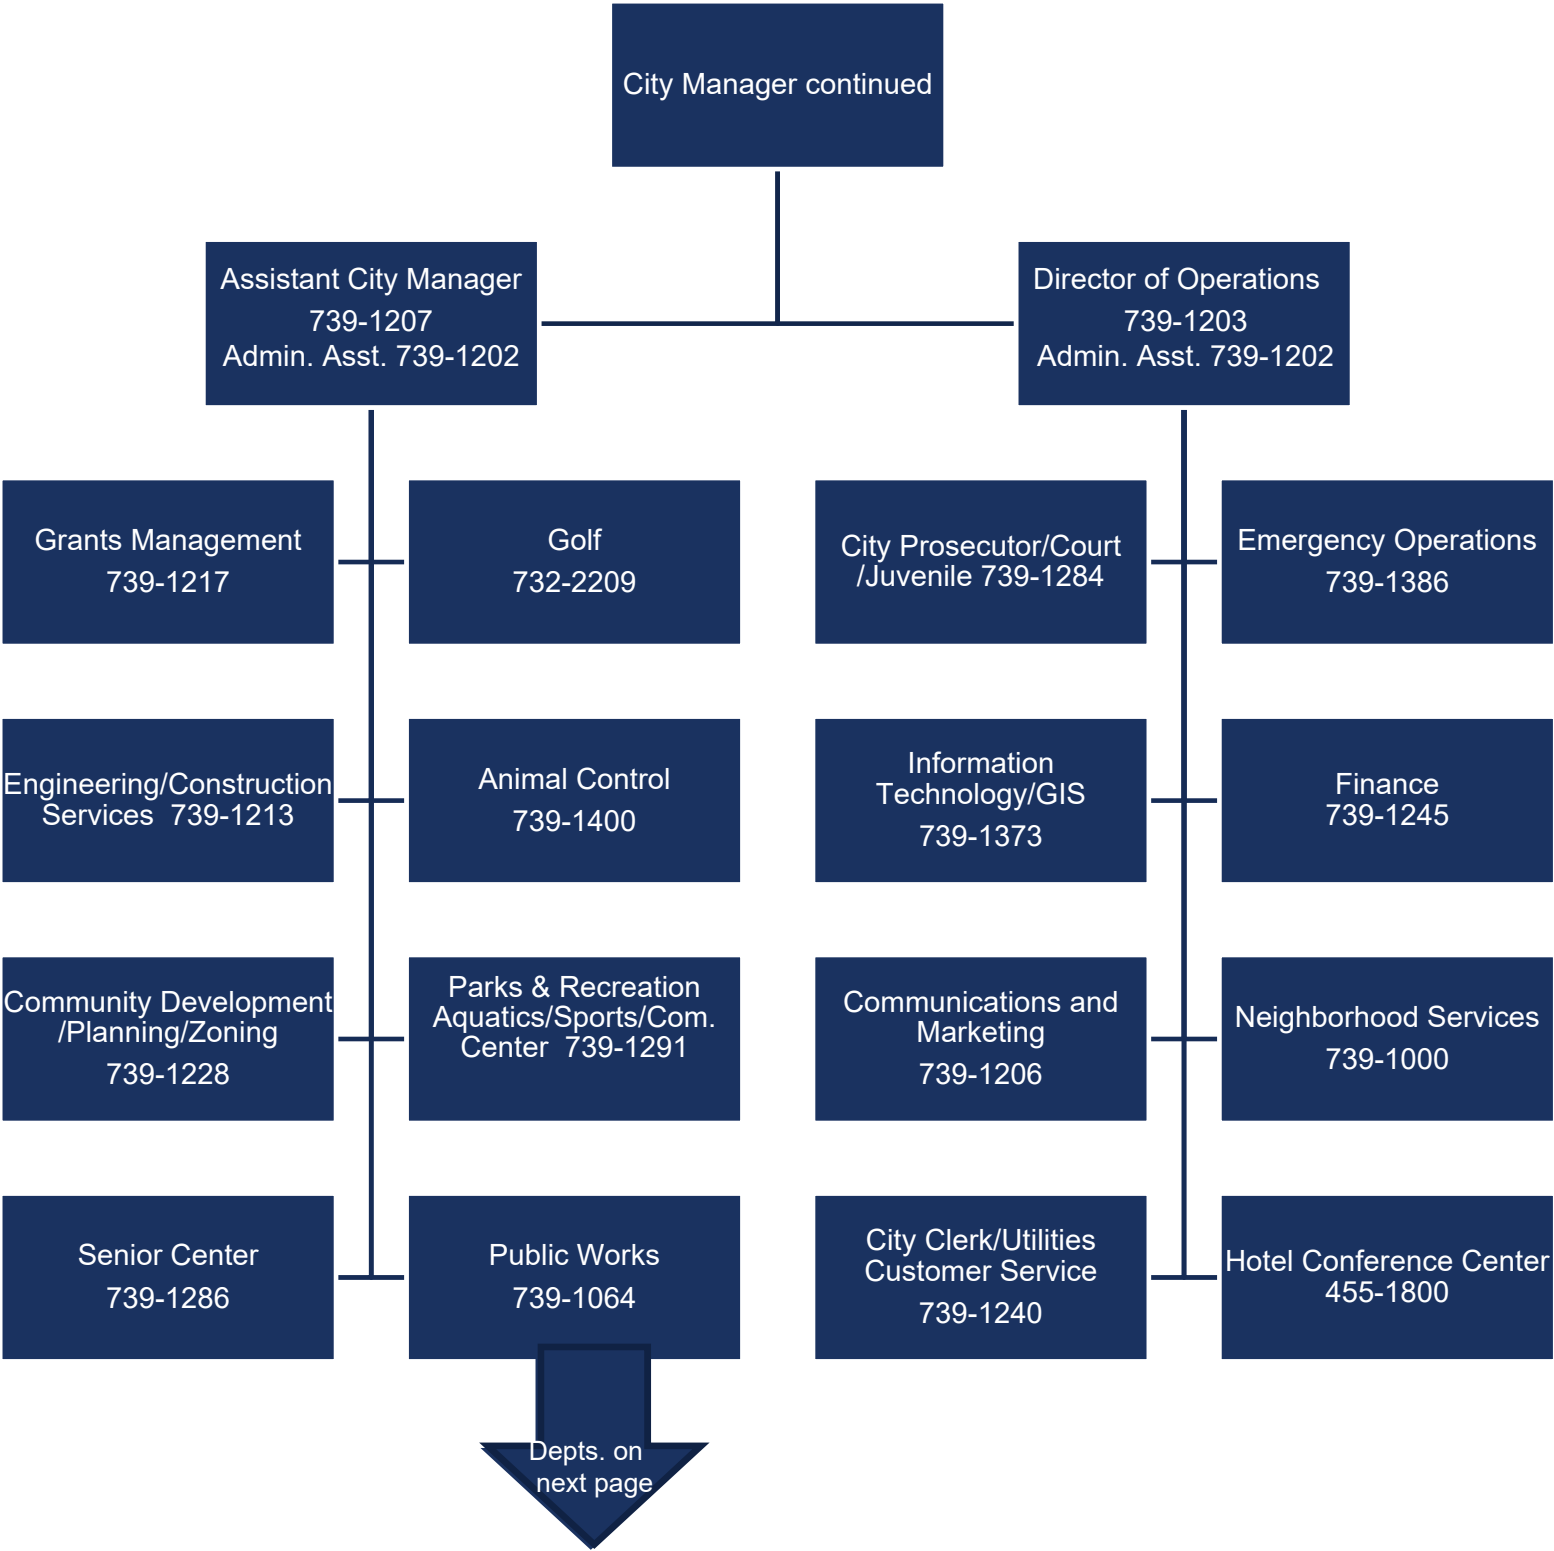 City Manager continued
Assistant City Manager
739-1207
Admin. Asst. 739-1202
Director of Operations
739-1203
Admin. Asst. 739-1202
Grants Management
739-1217
Golf
732-2209
City Prosecutor/Court
/Juvenile 739-1284
Emergency Operations
739-1386
Engineering/Construction
Services 739-1213
Animal Control
739-1400
Information
Technology/GIS
739-1373
Finance
739-1245
Community Development
/Planning/Zoning
739-1228
Parks & Recreation
Aquatics/Sports/Com.
Center 739-1291
Communications and
Marketing
739-1206
Neighborhood Services
739-1000
Senior Center
739-1286
Public Works
739-1064
City Clerk/Utilities
Customer Service
739-1240
Hotel Conference Center
455-1800
Depts. on
next page